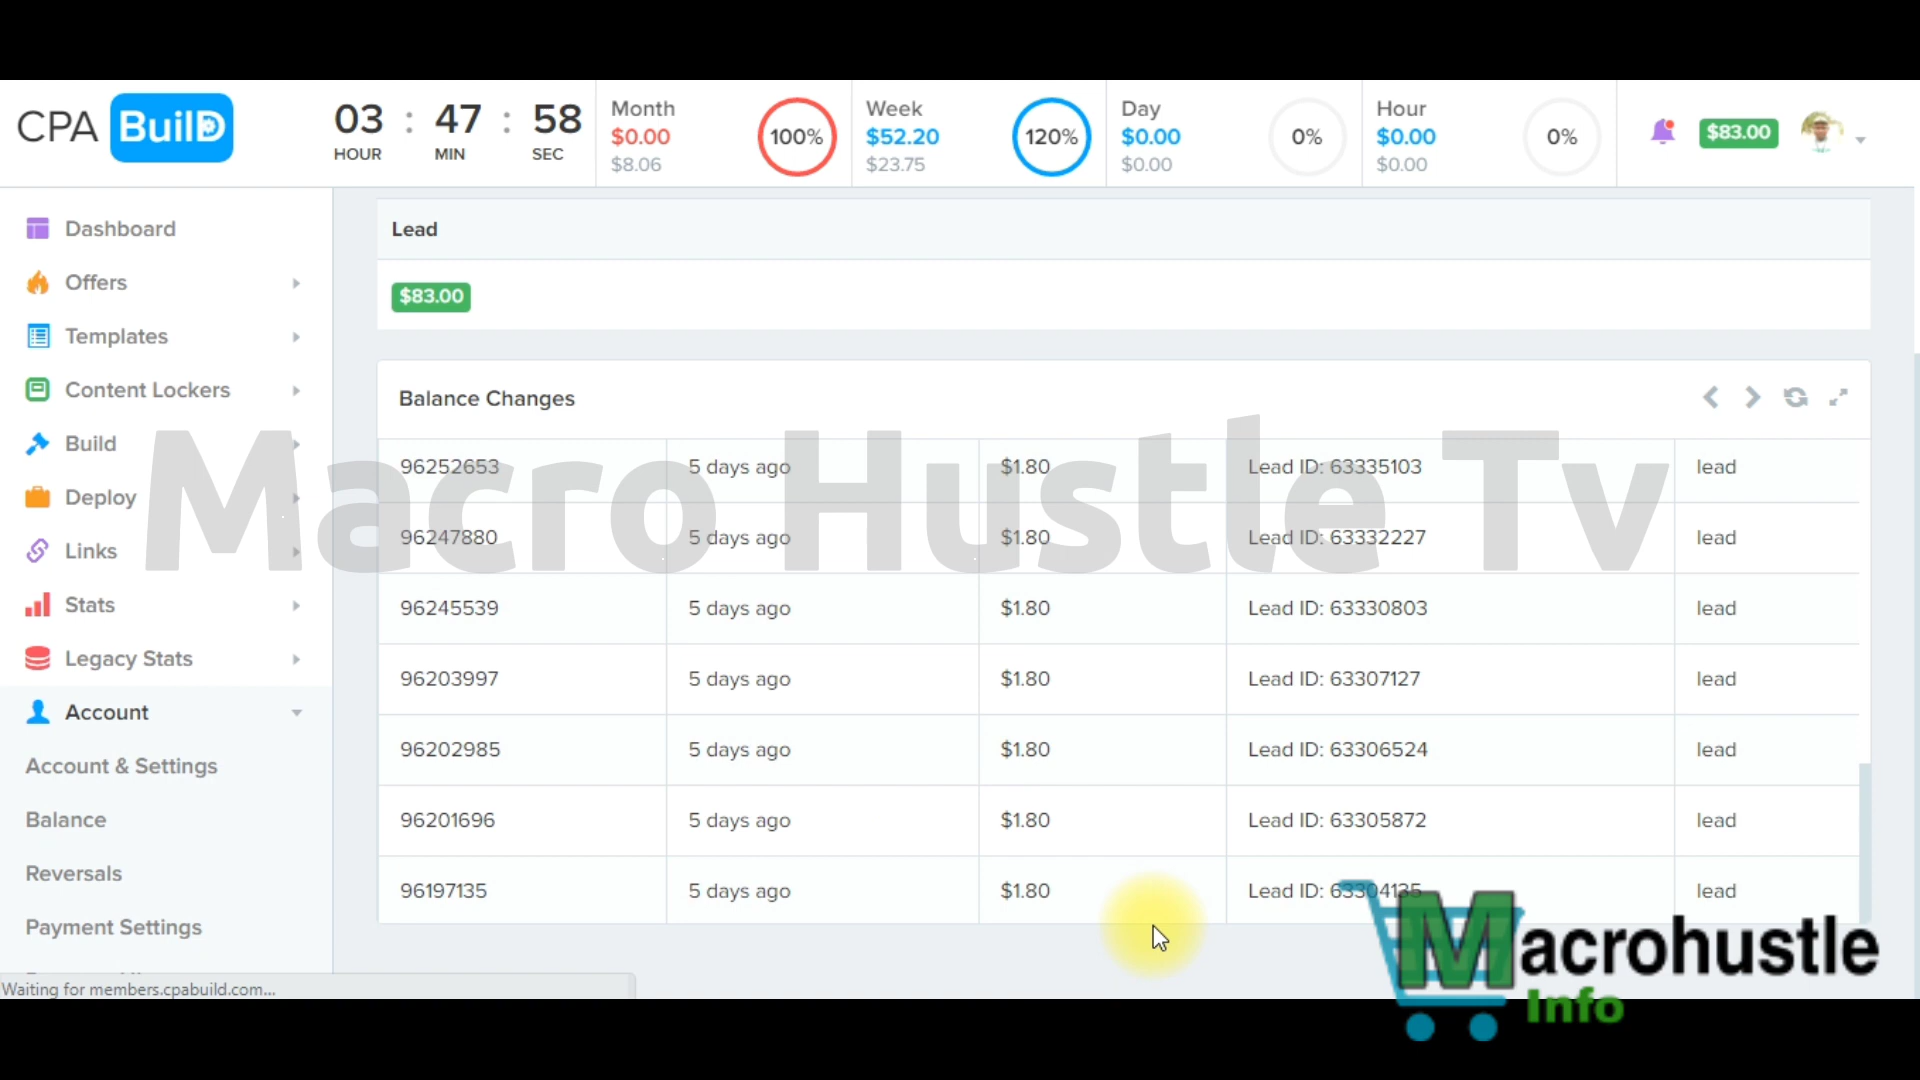 CPA BuilD
03 : 47 : 58
HOUR MIN SEC
Month
$0.00
$8.06
100%
Week
$52.20
$23.75
120%
Day
$0.00
$0.00
0%
Hour
$0.00
$0.00
0%
$83.00
Dashboard
Offers
Templates
Content Lockers
Build
Deploy
Links
Stats
Legacy Stats
Account
Account & Settings
Balance
Reversals
Payment Settings
Waiting for members.cpabuild.com...
Lead
$83.00
Balance Changes
96252653 5 days ago $1.80 Lead ID: 63335103 lead
96247880 5 days ago $1.80 Lead ID: 63332227 lead
96245539 5 days ago $1.80 Lead ID: 63330803 lead
96203997 5 days ago $1.80 Lead ID: 63307127 lead
96202985 5 days ago $1.80 Lead ID: 63306524 lead
96201696 5 days ago $1.80 Lead ID: 63305872 lead
96197135 5 days ago $1.80 Lead ID: 63304135 lead
Macro Hustle Tv
Macrohustle
Info